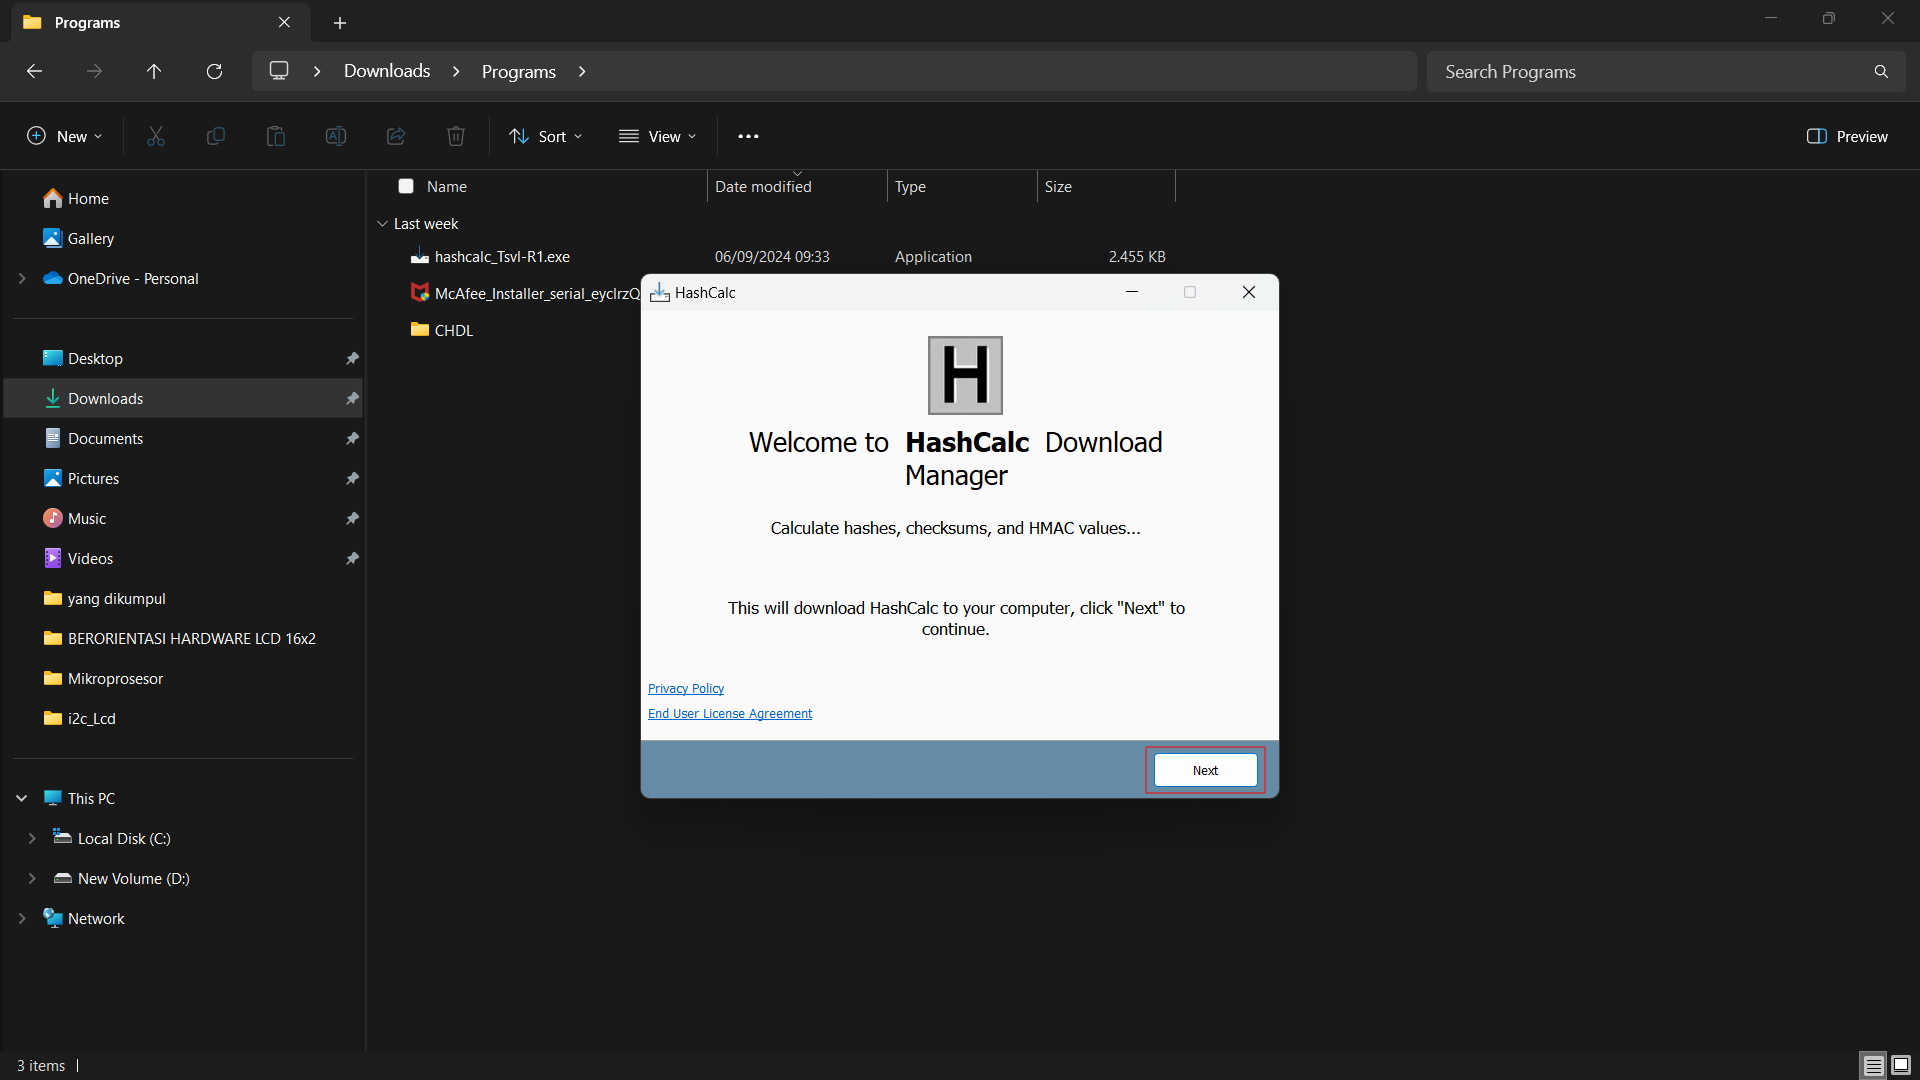 Programs
Downloads
Programs
Search Programs
New
Sort
View
Preview
Name
Date modified
Type
Size
Home
Gallery
OneDrive - Personal
Desktop
Downloads
Documents
Pictures
Music
Videos
yang dikumpul
BERORIENTASI HARDWARE LCD 16x2
Mikroprosesor
i2c_Lcd
This PC
Local Disk (C:)
New Volume (D:)
Network
Last week
hashcalc_Tsvl-R1.exe 06/09/2024 09:33 Application 2.455 KB
McAfee_Installer_serial_eyclrzQ
CHDL
HashCalc
H
Welcome to HashCalc Download
Manager
Calculate hashes, checksums, and HMAC values...
This will download HashCalc to your computer, click "Next" to
continue.
Privacy Policy
End User License Agreement
Next
3 items